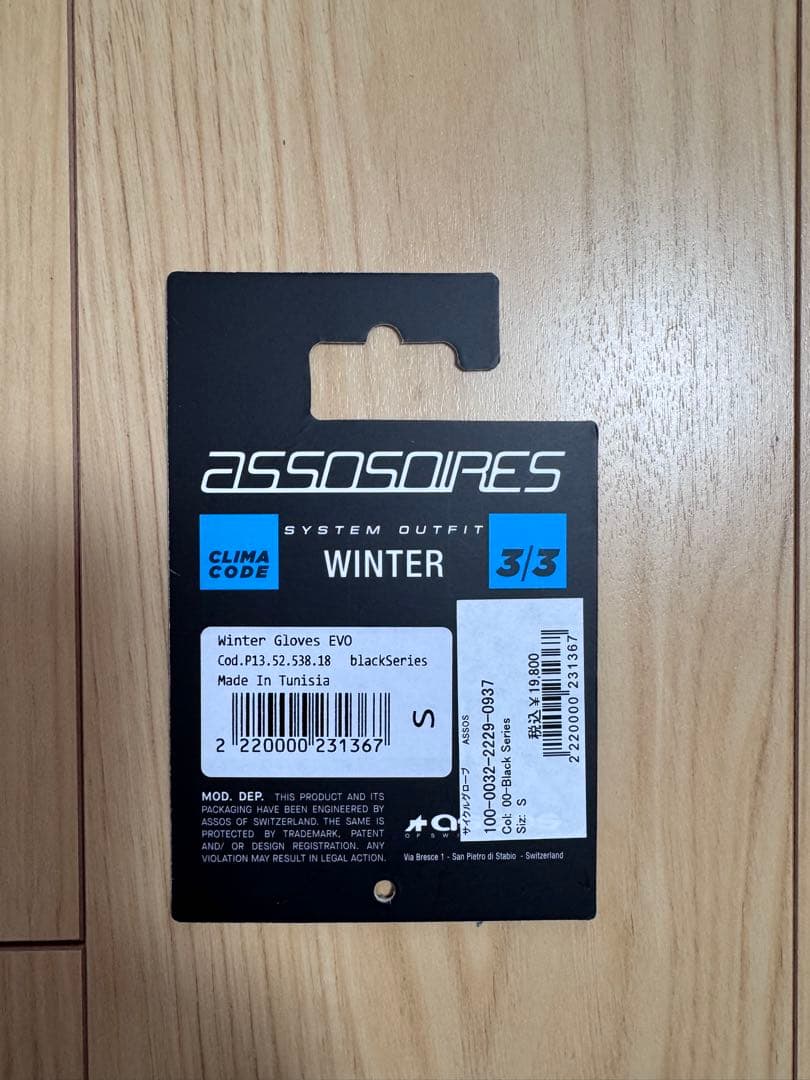 ASSOSOIRES
SYSTEM OUTFIT
CLIMA
CODE
WINTER
3/3
Winter Gloves EVO
Cod.P13.52.538.18 blackSeries
Made In Tunisia
2 220000 231367
S
サイクルグローブ ASSOS
100-0032-2229-0937
Col: 00-Black Series
Siz: S
税込¥19,800
2 220000 231367
MOD. DEP. THIS PRODUCT AND ITS
PACKAGING HAVE BEEN ENGINEERED BY
ASSOS OF SWITZERLAND. THE SAME IS
PROTECTED BY TRADEMARK, PATENT
AND/ OR DESIGN REGISTRATION. ANY
VIOLATION MAY RESULT IN LEGAL ACTION.
Via Bresce 1 - San Pietro di Stabio - Switzerland